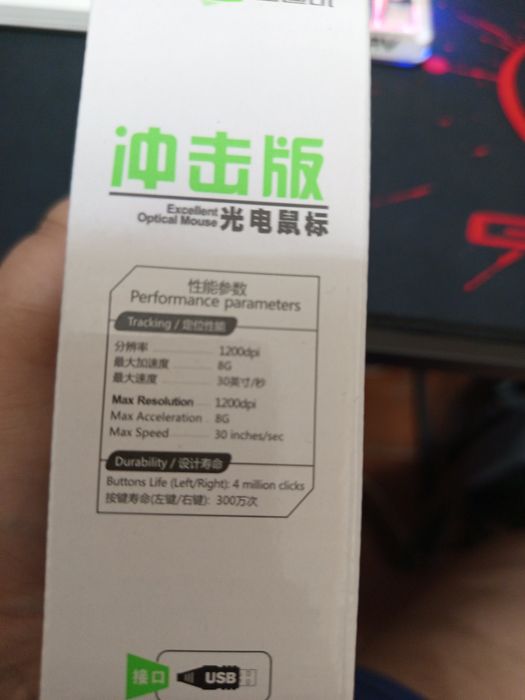 冲击版
Excellent
Optical Mouse 光电鼠标
性能参数
Performance parameters
Tracking / 定位性能
分辨率 1200dpi
最大加速度 8G
最大速度 30英寸/秒
Max Resolution 1200dpi
Max Acceleration 8G
Max Speed 30 inches/sec
Durability / 设计寿命
Buttons Life (Left/Right): 4 million clicks
按键寿命(左键/右键): 300万次
接口 USB